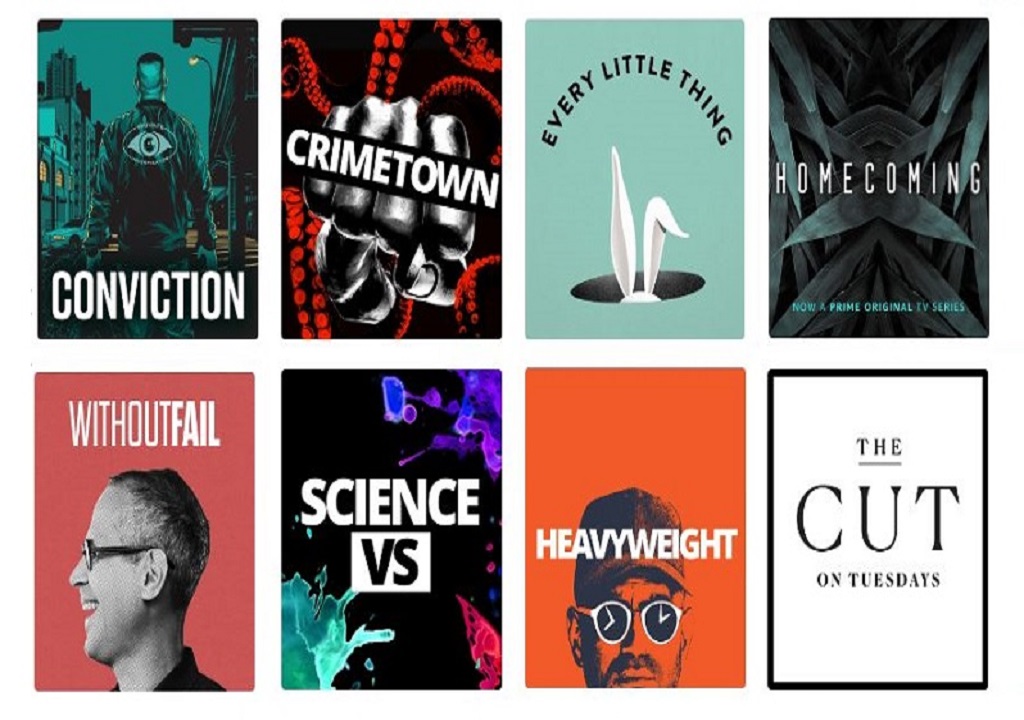 CONVICTION
CRIMETOWN
EVERY LITTLE THING
HOMECOMING
NOW A PRIME ORIGINAL TV SERIES
WITHOUTFAIL
SCIENCE
VS
HEAVYWEIGHT
THE
CUT
ON TUESDAYS